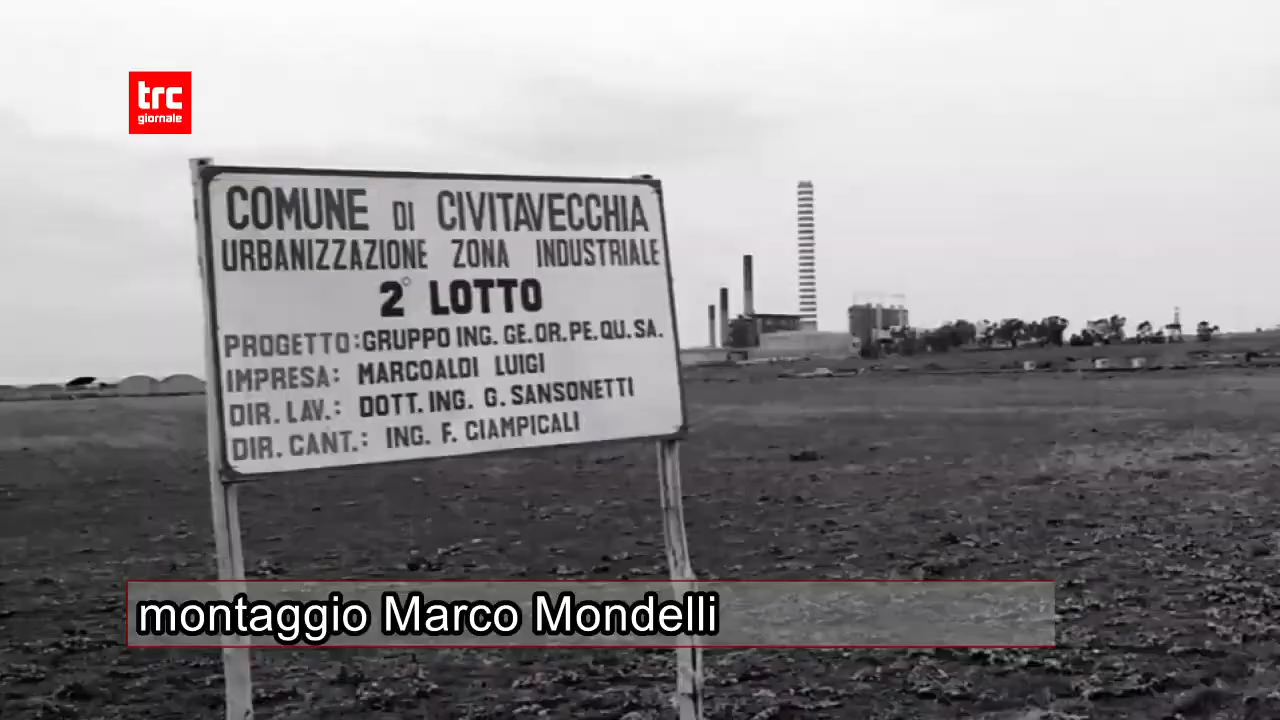 trc
giornale
COMUNE DI CIVITAVECCHIA
URBANIZZAZIONE ZONA INDUSTRIALE
2° LOTTO
PROGETTO: GRUPPO ING. GE. OR. PE. QU. SA.
IMPRESA: MARCOALDI LUIGI
DIR. LAV.: DOTT. ING. G. SANSONETTI
DIR. CANT.: ING. F. CIAMPICALI
montaggio Marco Mondelli